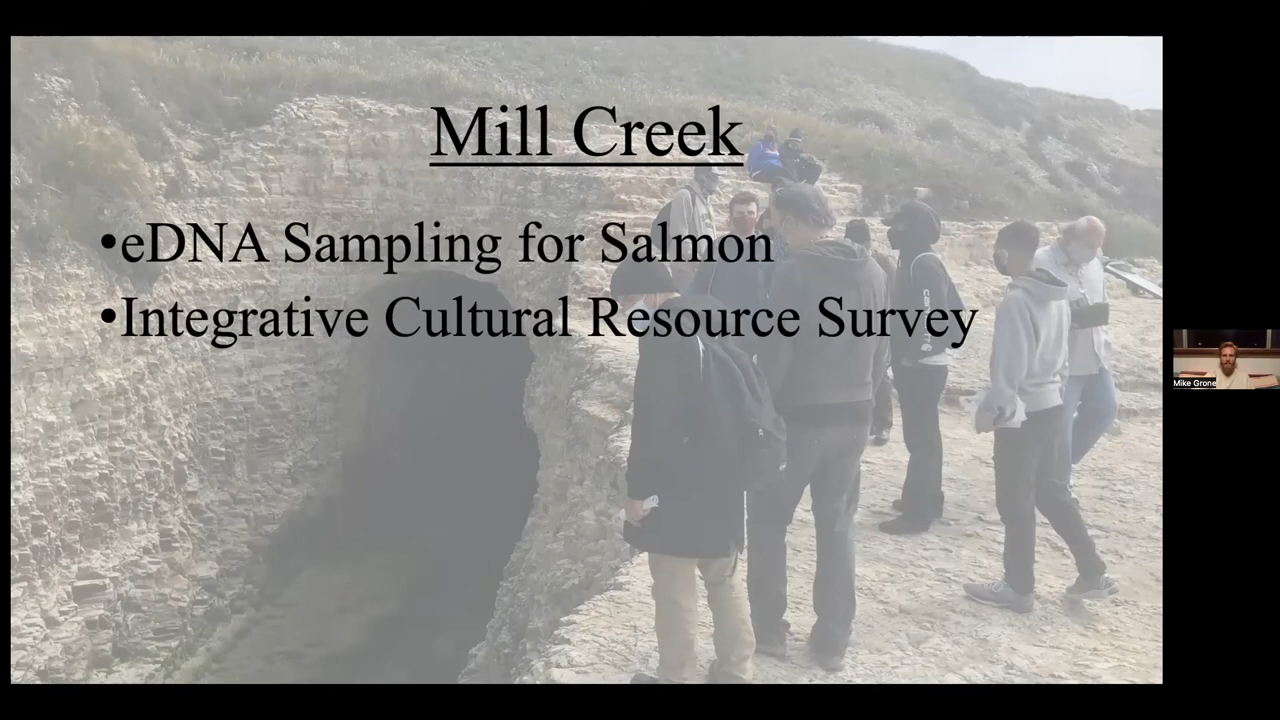 Mill Creek
•eDNA Sampling for Salmon
•Integrative Cultural Resource Survey
Mike Grone